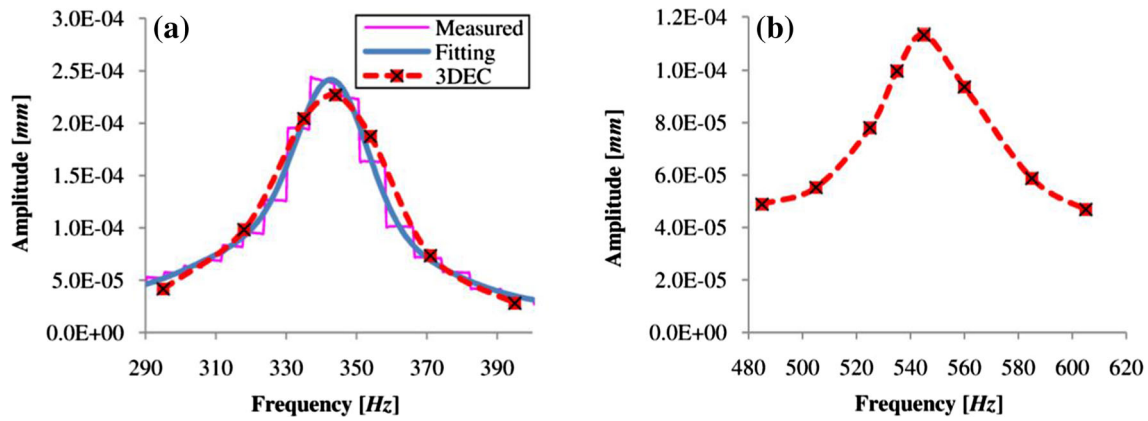 (a)
3.0E-04
2.5E-04
2.0E-04
1.5E-04
1.0E-04
5.0E-05
0.0E+00
Amplitude [mm]
Measured
Fitting
3DEC
290 310 330 350 370 390
Frequency [Hz]
(b)
1.2E-04
1.0E-04
8.0E-05
6.0E-05
4.0E-05
2.0E-05
0.0E+00
Amplitude [mm]
480 500 520 540 560 580 600 620
Frequency [Hz]